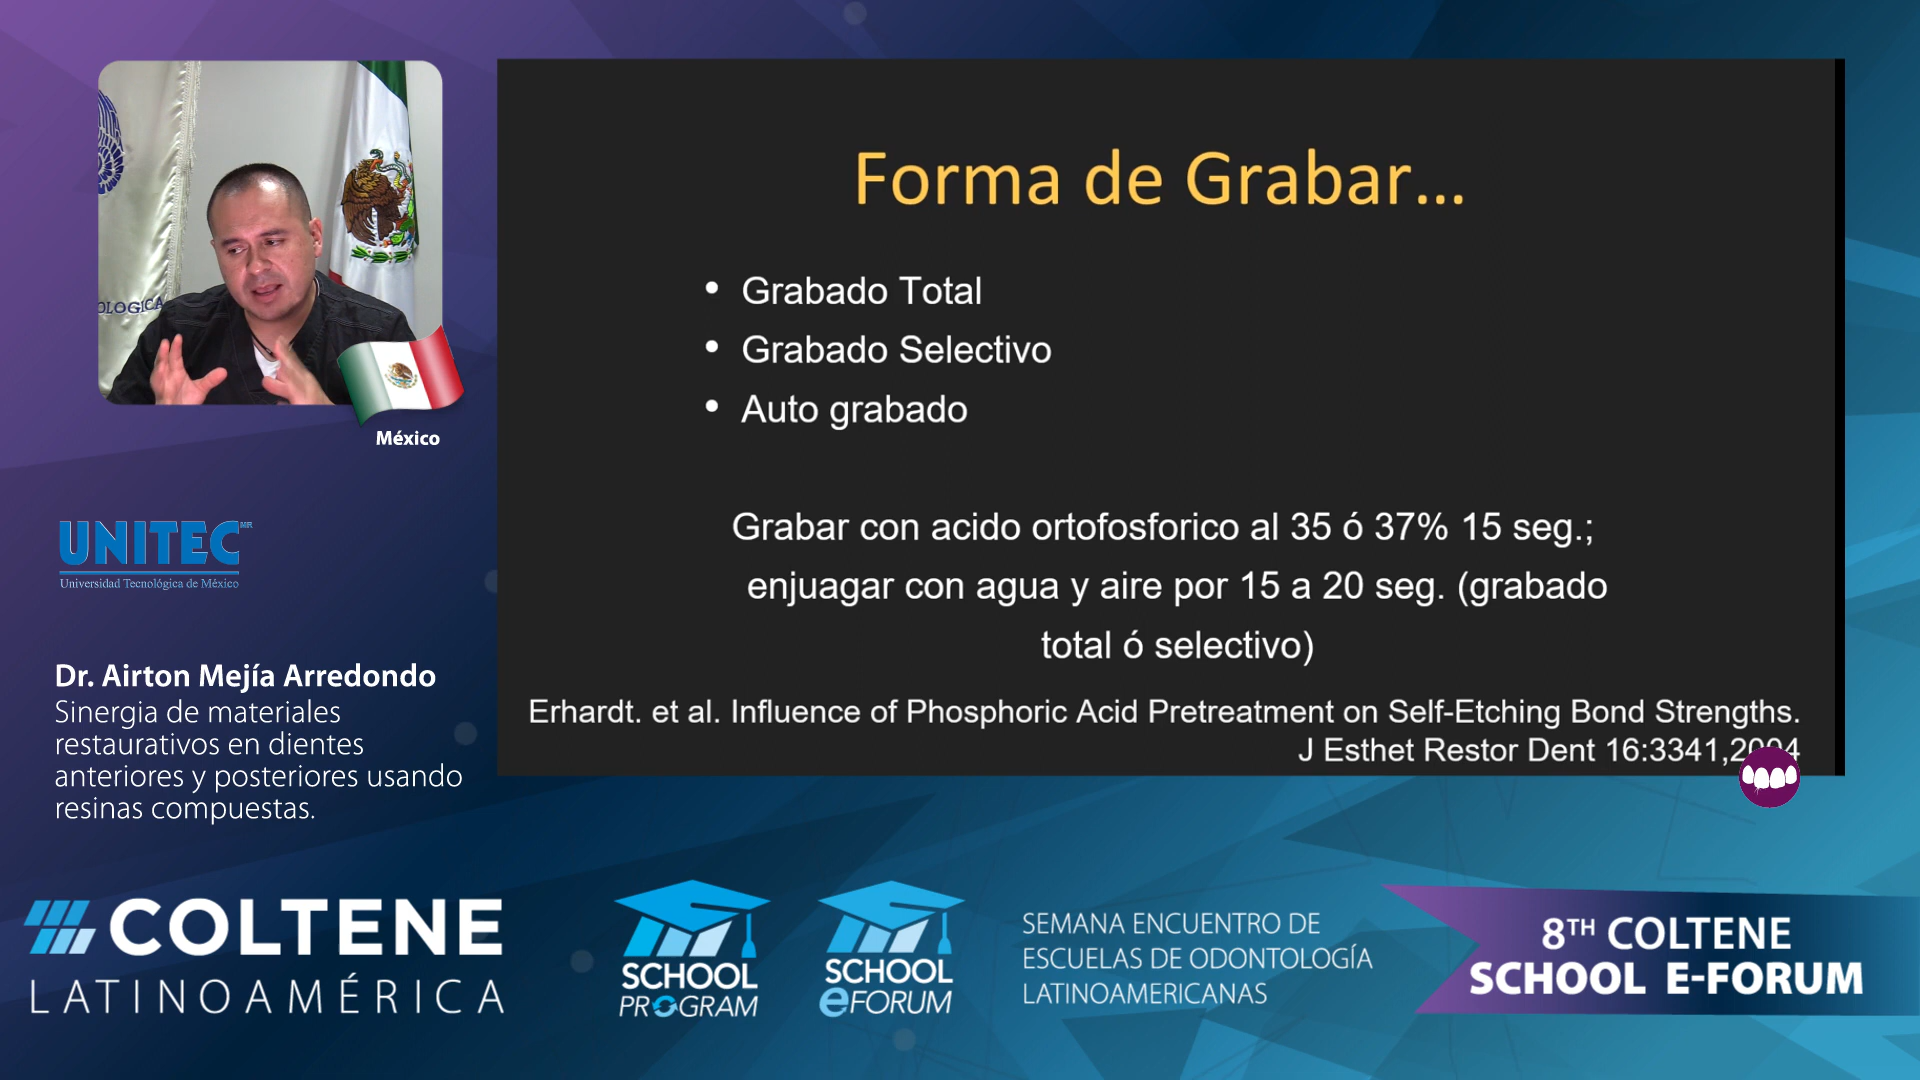 OLOGICA
México
UNITEC MR
Universidad Tecnológica de México
Dr. Airton Mejía Arredondo
Sinergia de materiales
restaurativos en dientes
anteriores y posteriores usando
resinas compuestas.
Forma de Grabar...
• Grabado Total
• Grabado Selectivo
• Auto grabado
Grabar con acido ortofosforico al 35 ó 37% 15 seg.;
enjuagar con agua y aire por 15 a 20 seg. (grabado
total ó selectivo)
Erhardt. et al. Influence of Phosphoric Acid Pretreatment on Self-Etching Bond Strengths.
J Esthet Restor Dent 16:3341,2004
COLTENE
LATINOAMÉRICA
SCHOOL
PROGRAM
SCHOOL
eFORUM
SEMANA ENCUENTRO DE
ESCUELAS DE ODONTOLOGÍA
LATINOAMERICANAS
8TH COLTENE
SCHOOL E-FORUM